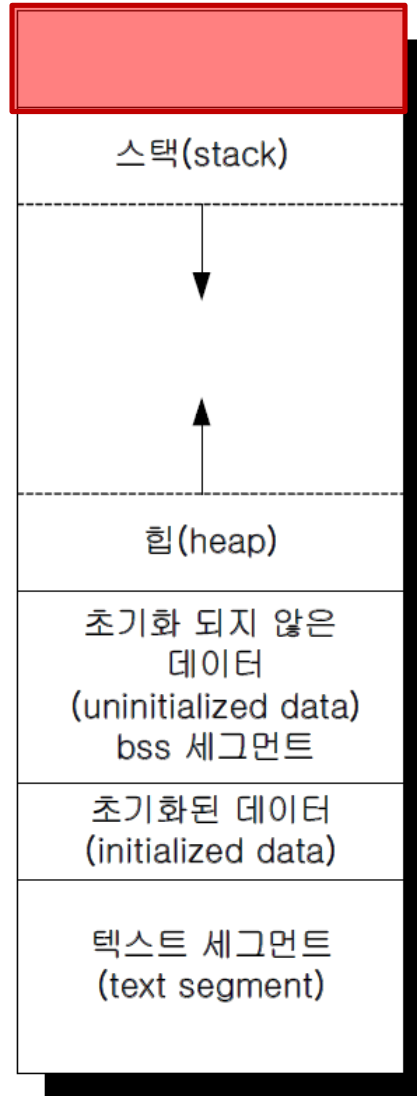 스택(stack)
힙(heap)
초기화 되지 않은
데이터
(uninitialized data)
bss 세그먼트
초기화된 데이터
(initialized data)
텍스트 세그먼트
(text segment)